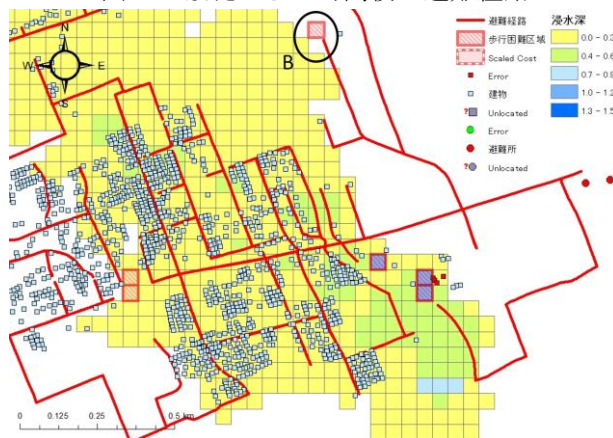 N
W E
S
B
避難経路
歩行困難区域
Scaled Cost
Error
建物
Unlocated
Error
避難所
Unlocated
浸水深
0.0 - 0.3
0.4 - 0.6
0.7 - 0.9
1.0 - 1.2
1.3 - 1.5
0 0.125 0.25 0.5 km